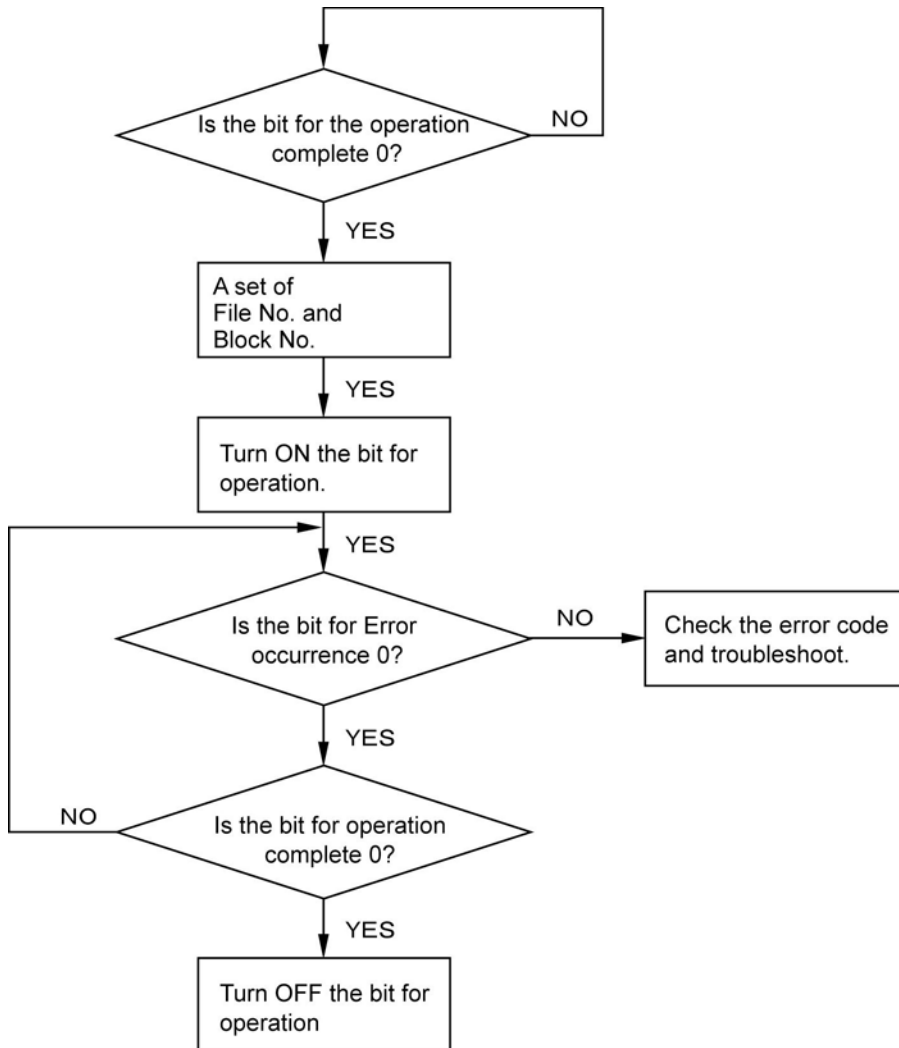 NO
Is the bit for the operation
complete 0?
YES
A set of
File No. and
Block No.
YES
Turn ON the bit for
operation.
YES
Is the bit for Error
occurrence 0?
NO
Check the error code
and troubleshoot.
YES
NO
Is the bit for operation
complete 0?
YES
Turn OFF the bit for
operation